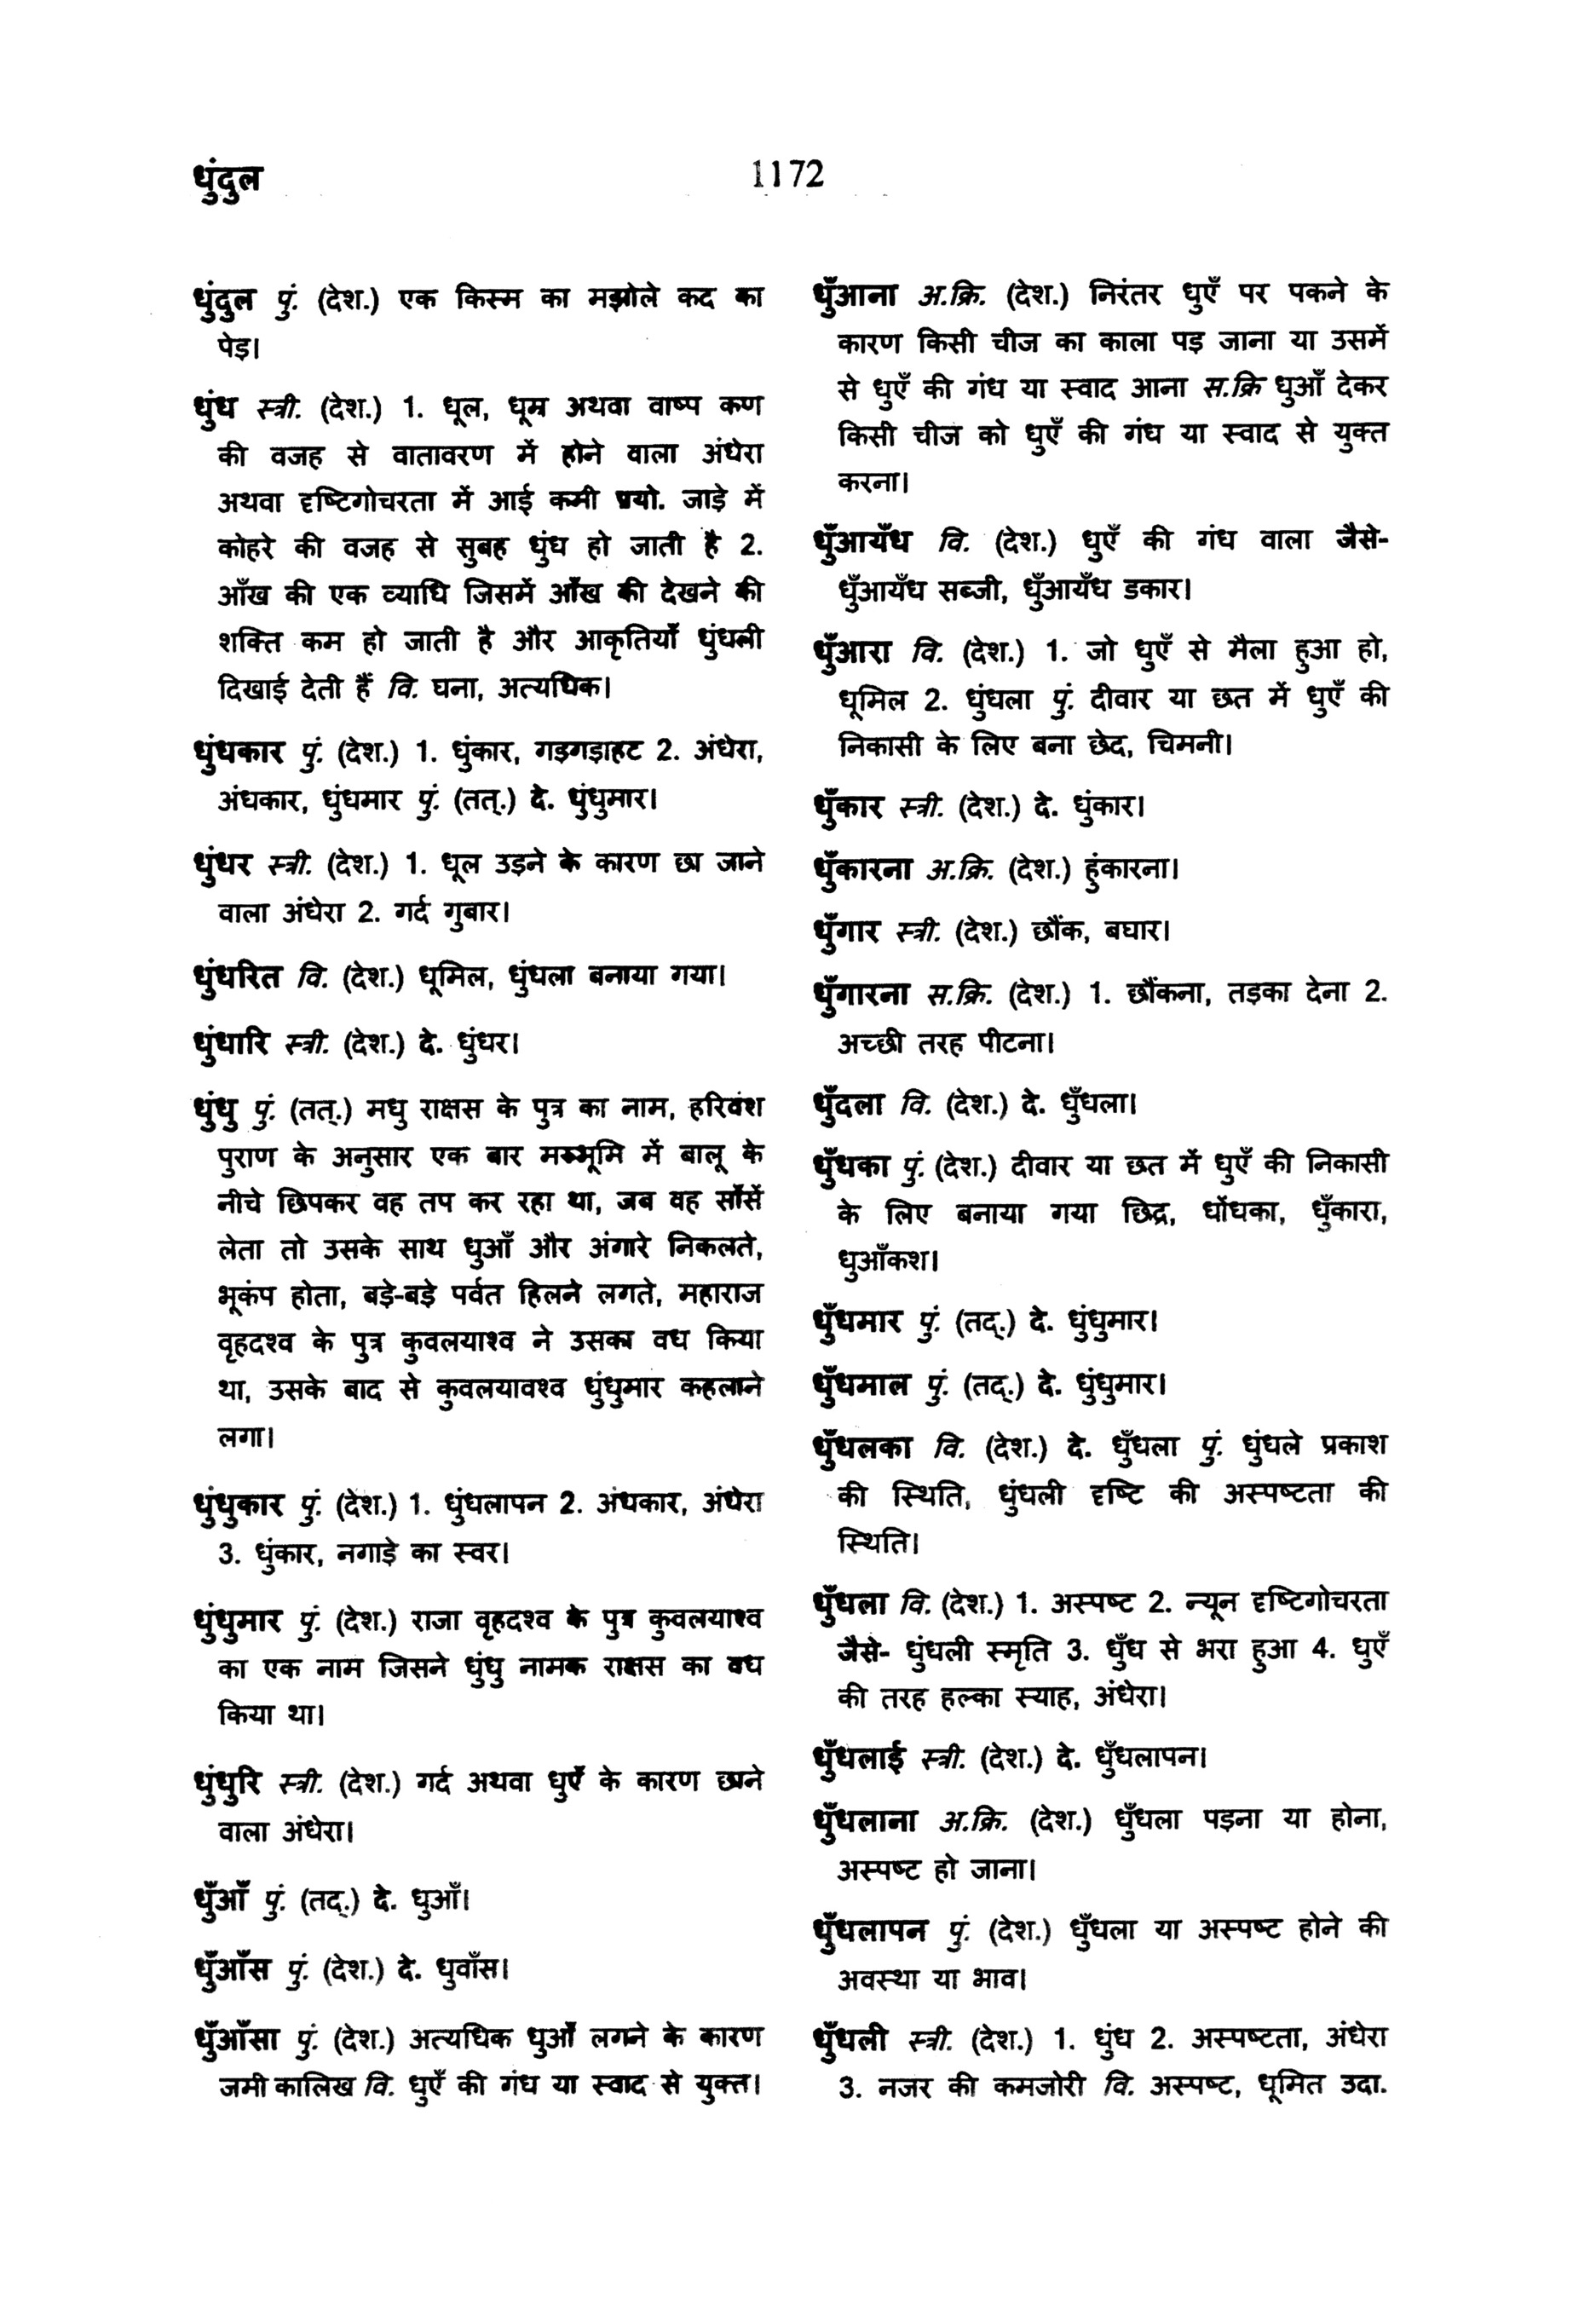 धुंदुल
1172
धुंदुल पुं. (देश.) एक किस्म का मझोले कद का
पेड़।
धुंध स्त्री. (देश.) 1. धूल, धूम्र अथवा वाष्प कण
की वजह से वातावरण में होने वाला अंधेरा
अथवा दृष्टिगोचरता में आई कमी प्रयो. जाड़े में
कोहरे की वजह से सुबह धुंध हो जाती है 2.
आँख की एक व्याधि जिसमें आँख की देखने की
शक्ति कम हो जाती है और आकृतियाँ धुंधली
दिखाई देती हैं वि. घना, अत्यधिक।
धुंधकार पुं. (देश.) 1. धुंकार, गड़गड़ाहट 2. अंधेरा,
अंधकार, धुंधमार पुं. (तत्.) दे. धुंधुमार।
धुंधर स्त्री. (देश.) 1. धूल उड़ने के कारण छा जाने
वाला अंधेरा 2. गर्द गुबार।
धुंधरित वि. (देश.) धूमिल, धुंधला बनाया गया।
धुंधारि स्त्री. (देश.) दे. धुंधर।
धुंधु पुं. (तत्.) मधु राक्षस के पुत्र का नाम, हरिवंश
पुराण के अनुसार एक बार मरुभूमि में बालू के
नीचे छिपकर वह तप कर रहा था, जब वह साँसें
लेता तो उसके साथ धुआँ और अंगारे निकलते,
भूकंप होता, बड़े-बड़े पर्वत हिलने लगते, महाराज
वृहदश्व के पुत्र कुवलयाश्व ने उसका वध किया
था, उसके बाद से कुवलयावश्व धुंधुमार कहलाने
लगा।
धुंधुकार पुं. (देश.) 1. धुंधलापन 2. अंधकार, अंधेरा
3. धुंकार, नगाड़े का स्वर।
धुंधुमार पुं. (देश.) राजा वृहदश्व के पुत्र कुवलयाश्व
का एक नाम जिसने धुंधु नामक राक्षस का वध
किया था।
धुंधुरि स्त्री. (देश.) गर्द अथवा धुएँ के कारण छाने
वाला अंधेरा।
धुँआँ पुं. (तद्.) दे. धुआँ।
धुँआँस पुं. (देश.) दे. धुवाँस।
धुँआँसा पुं. (देश.) अत्यधिक धुआँ लगने के कारण
जमी कालिख वि. धुएँ की गंध या स्वाद से युक्त।
धुँआना अ.क्रि. (देश.) निरंतर धुएँ पर पकने के
कारण किसी चीज का काला पड़ जाना या उसमें
से धुएँ की गंध या स्वाद आना स.क्रि धुआँ देकर
किसी चीज को धुएँ की गंध या स्वाद से युक्त
करना।
धुँआयँध वि. (देश.) धुएँ की गंध वाला जैसे-
धुँआयँध सब्जी, धुँआयँध डकार।
धुँआरा वि. (देश.) 1. जो धुएँ से मैला हुआ हो,
धूमिल 2. धुंधला पुं. दीवार या छत में धुएँ की
निकासी के लिए बना छेद, चिमनी।
धुँकार स्त्री. (देश.) दे. धुंकार।
धुँकारना अ.क्रि. (देश.) हुंकारना।
धुँगार स्त्री. (देश.) छौंक, बघार।
धुँगारना स.क्रि. (देश.) 1. छौंकना, तड़का देना 2.
अच्छी तरह पीटना।
धुँदला वि. (देश.) दे. धुँधला।
धुँधका पुं. (देश.) दीवार या छत में धुएँ की निकासी
के लिए बनाया गया छिद्र, धोंधका, धुँकारा,
धुआँकश।
धुँधमार पुं. (तद्.) दे. धुंधुमार।
धुँधमाल पुं. (तद्.) दे. धुंधुमार।
धुँधलका वि. (देश.) दे. धुँधला पुं. धुंधले प्रकाश
की स्थिति, धुंधली दृष्टि की अस्पष्टता की
स्थिति।
धुँधला वि. (देश.) 1. अस्पष्ट 2. न्यून दृष्टिगोचरता
जैसे- धुंधली स्मृति 3. धुँध से भरा हुआ 4. धुएँ
की तरह हल्का स्याह, अंधेरा।
धुँधलाई स्त्री. (देश.) दे. धुँधलापन।
धुँधलाना अ.क्रि. (देश.) धुँधला पड़ना या होना,
अस्पष्ट हो जाना।
धुँधलापन पुं. (देश.) धुँधला या अस्पष्ट होने की
अवस्था या भाव।
धुँधली स्त्री. (देश.) 1. धुंध 2. अस्पष्टता, अंधेरा
3. नजर की कमजोरी वि. अस्पष्ट, धूमित उदा.